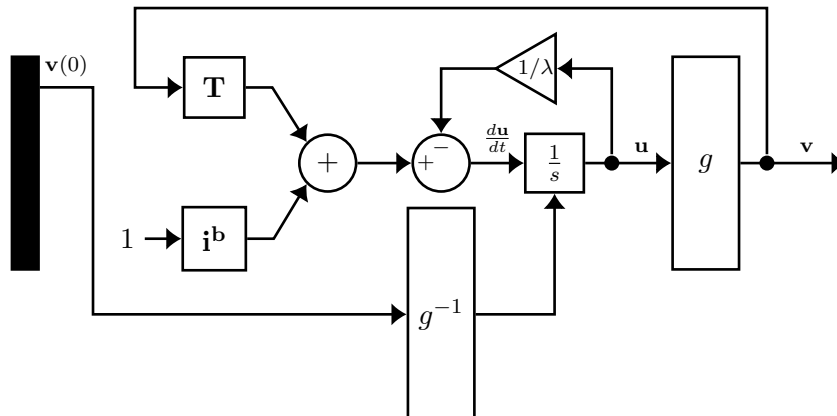 v(0)
T
1/λ
+
+
−
du/dt
1/s
u
g
v
1
i^b
g^{-1}